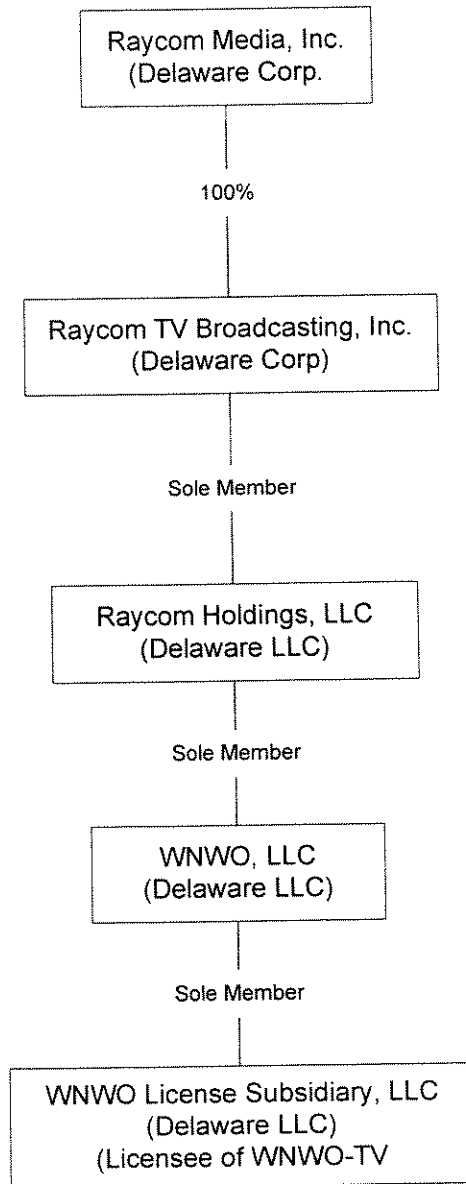 Raycom Media, Inc.
(Delaware Corp.
100%
Raycom TV Broadcasting, Inc.
(Delaware Corp)
Sole Member
Raycom Holdings, LLC
(Delaware LLC)
Sole Member
WNWO, LLC
(Delaware LLC)
Sole Member
WNWO License Subsidiary, LLC
(Delaware LLC)
(Licensee of WNWO-TV